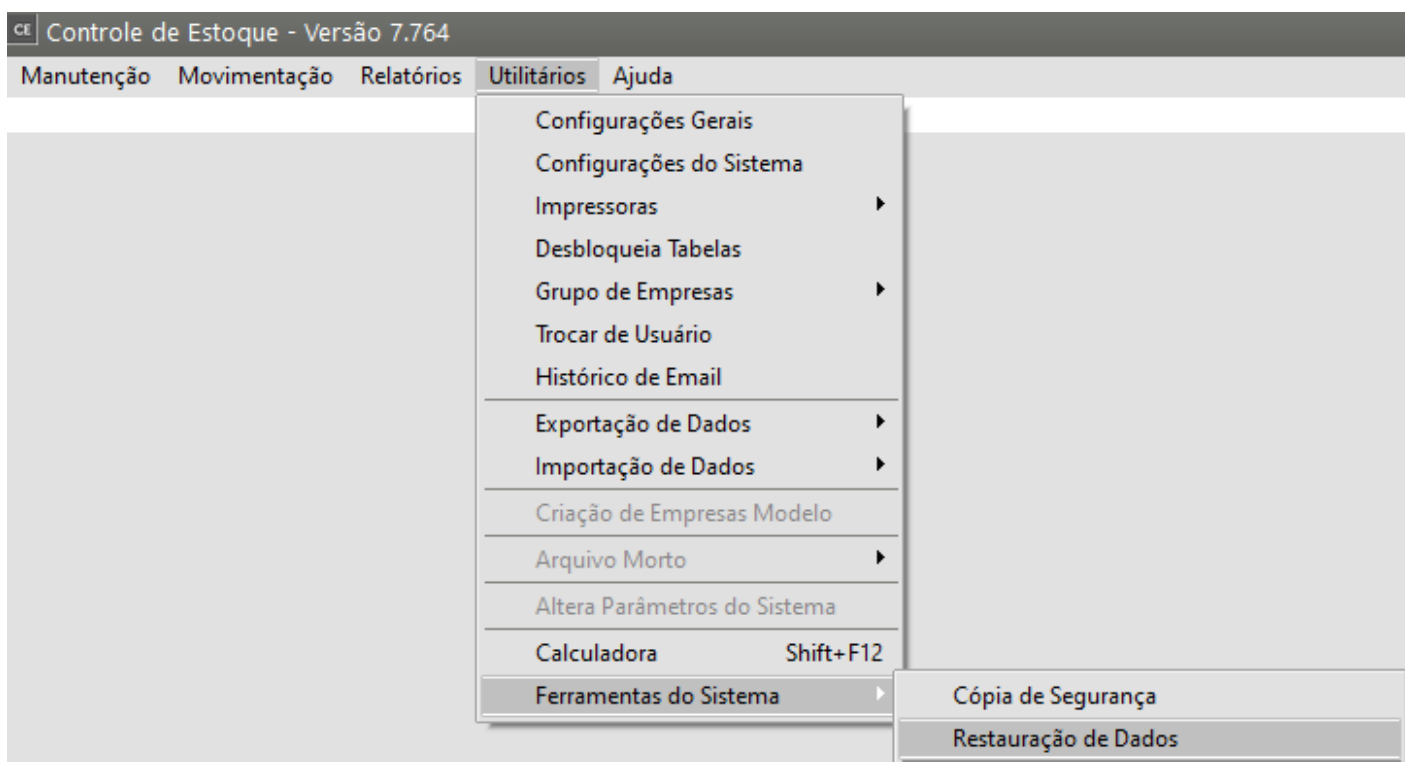 CE Controle de Estoque - Versão 7.764
Manutenção Movimentação Relatórios Utilitários Ajuda
Configurações Gerais
Configurações do Sistema
Impressoras
Desbloqueia Tabelas
Grupo de Empresas
Trocar de Usuário
Histórico de Email
Exportação de Dados
Importação de Dados
Criação de Empresas Modelo
Arquivo Morto
Altera Parâmetros do Sistema
Calculadora Shift+F12
Ferramentas do Sistema
Cópia de Segurança
Restauração de Dados